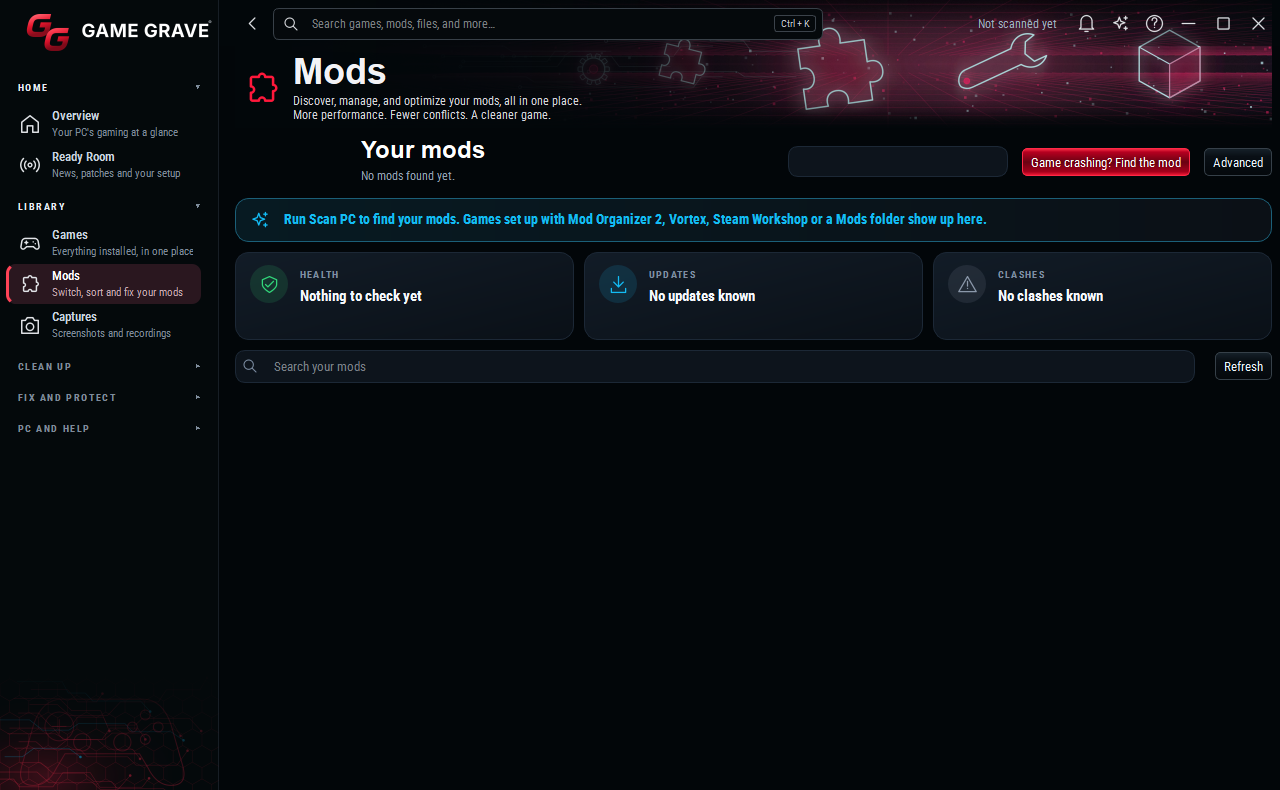 GAME GRAVE
Search games, mods, files, and more...
Ctrl + K
Not scanned yet
HOME
Overview
Your PC's gaming at a glance
Ready Room
News, patches and your setup
LIBRARY
Games
Everything installed, in one place
Mods
Switch, sort and fix your mods
Captures
Screenshots and recordings
CLEAN UP
FIX AND PROTECT
PC AND HELP
Mods
Discover, manage, and optimize your mods, all in one place.
More performance. Fewer conflicts. A cleaner game.
Your mods
No mods found yet.
Game crashing? Find the mod
Advanced
Run Scan PC to find your mods. Games set up with Mod Organizer 2, Vortex, Steam Workshop or a Mods folder show up here.
HEALTH
Nothing to check yet
UPDATES
No updates known
CLASHES
No clashes known
Search your mods
Refresh